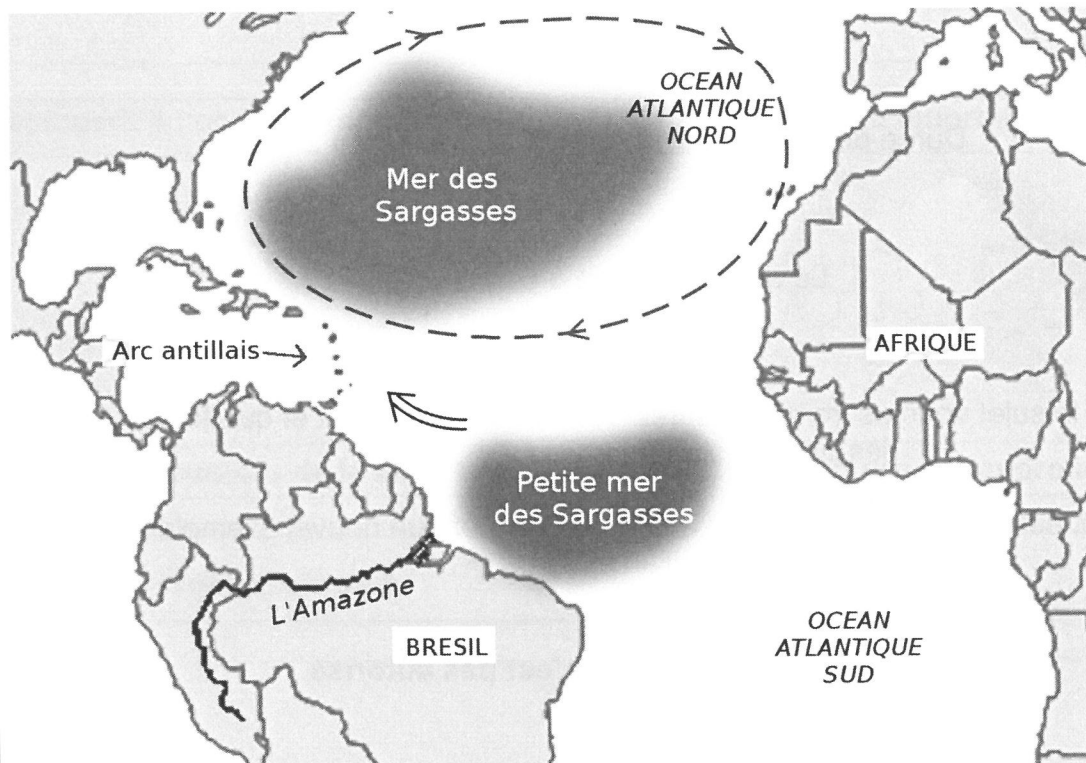 OCEAN
ATLANTIQUE
NORD
Mer des
Sargasses
Arc antillais
AFRIQUE
Petite mer
des Sargasses
L'Amazone
BRESIL
OCEAN
ATLANTIQUE
SUD